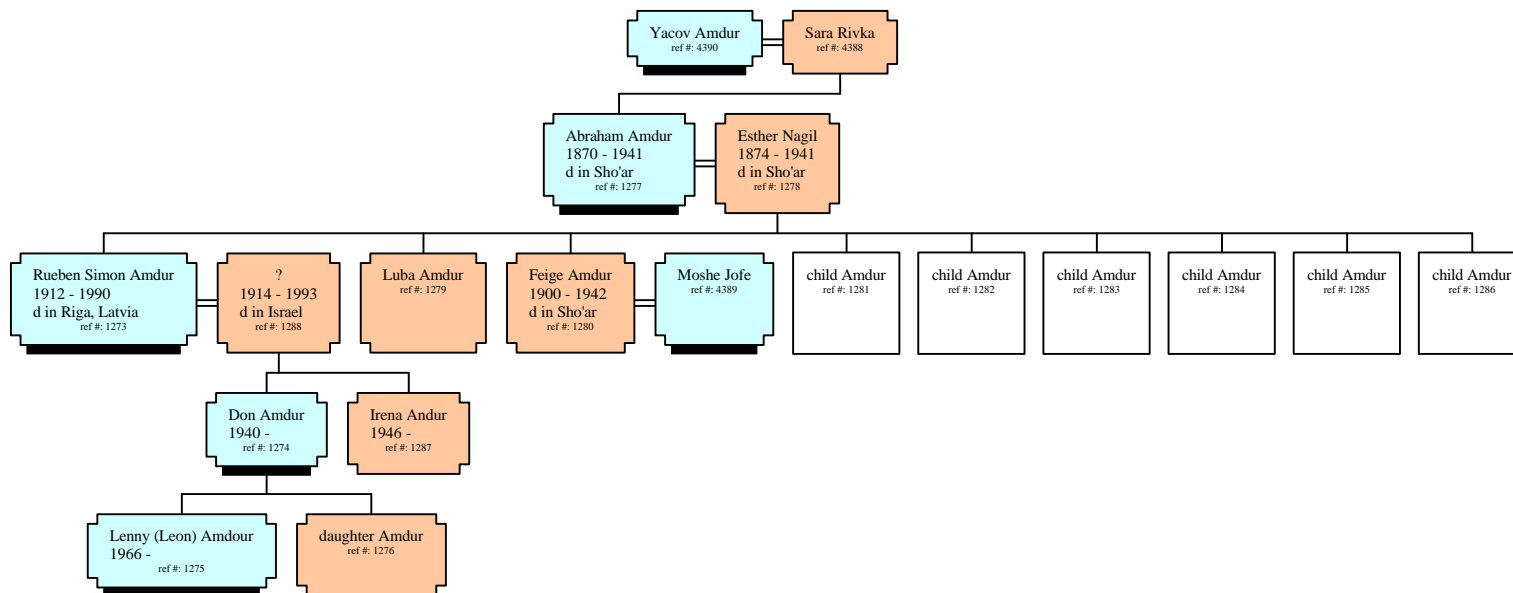 Yacov Amdur
ref #: 4390
Sara Rivka
ref #: 4388
Abraham Amdur
1870 - 1941
d in Sho'ar
ref #: 1277
Esther Nagil
1874 - 1941
d in Sho'ar
ref #: 1278
Rueben Simon Amdur
1912 - 1990
d in Riga, Latvia
ref #: 1273
?
1914 - 1993
d in Israel
ref #: 1288
Luba Amdur
ref #: 1279
Feige Amdur
1900 - 1942
d in Sho'ar
ref #: 1280
Moshe Jofe
ref #: 4389
child Amdur
ref #: 1281
child Amdur
ref #: 1282
child Amdur
ref #: 1283
child Amdur
ref #: 1284
child Amdur
ref #: 1285
child Amdur
ref #: 1286
Don Amdur
1940 -
ref #: 1274
Irena Andur
1946 -
ref #: 1287
Lenny (Leon) Amdour
1966 -
ref #: 1275
daughter Amdur
ref #: 1276